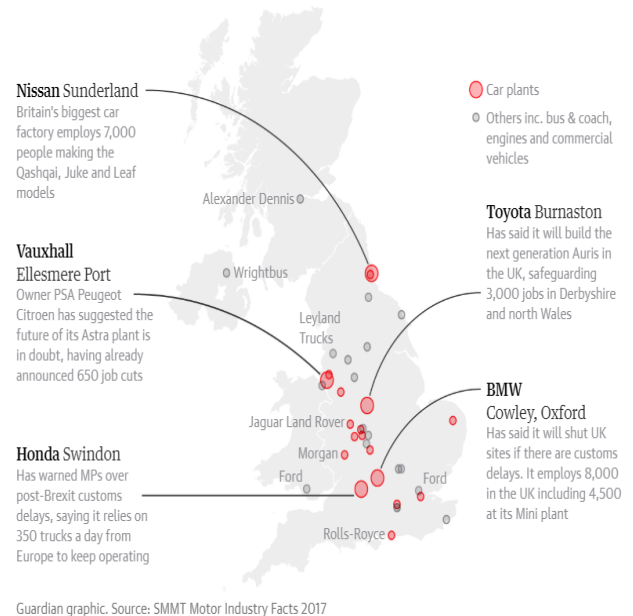 Nissan Sunderland
Britain's biggest car
factory employs 7,000
people making the
Qashqai, Juke and Leaf
models
Car plants
Others inc. bus & coach,
engines and commercial
vehicles
Alexander Dennis
Toyota Burnaston
Has said it will build the
next generation Auris in
the UK, safeguarding
3,000 jobs in Derbyshire
and north Wales
Vauxhall
Ellesmere Port
Owner PSA Peugeot
Citroen has suggested the
future of its Astra plant is
in doubt, having already
announced 650 job cuts
Wrightbus
Leyland
Trucks
BMW
Cowley, Oxford
Has said it will shut UK
sites if there are customs
delays. It employs 8,000
in the UK including 4,500
at its Mini plant
Jaguar Land Rover
Morgan
Honda Swindon
Has warned MPs over
post-Brexit customs
delays, saying it relies on
350 trucks a day from
Europe to keep operating
Ford
Ford
Rolls-Royce
Guardian graphic. Source: SMMT Motor Industry Facts 2017